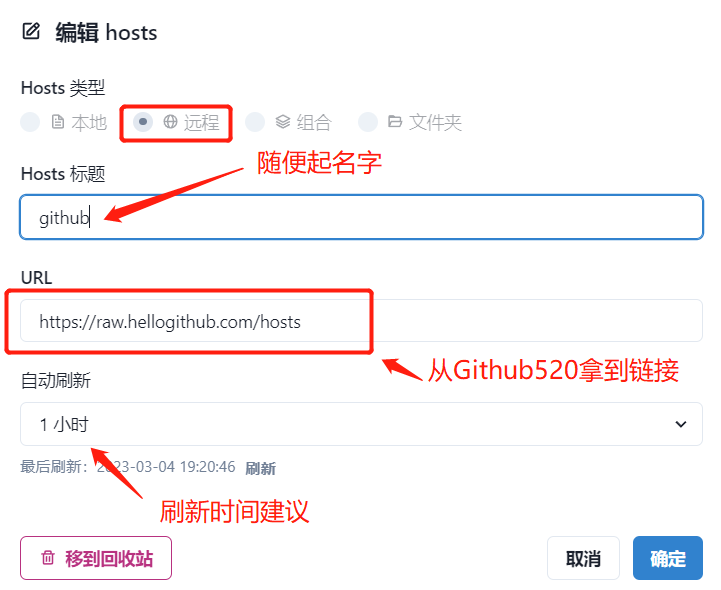 编辑 hosts
Hosts 类型
本地 远程 组合 文件夹
随便起名字
Hosts 标题
github
URL
https://raw.hellogithub.com/hosts
从Github520拿到链接
自动刷新
1 小时
最后刷新：2023-03-04 19:20:46 刷新
刷新时间建议
移到回收站 取消 确定